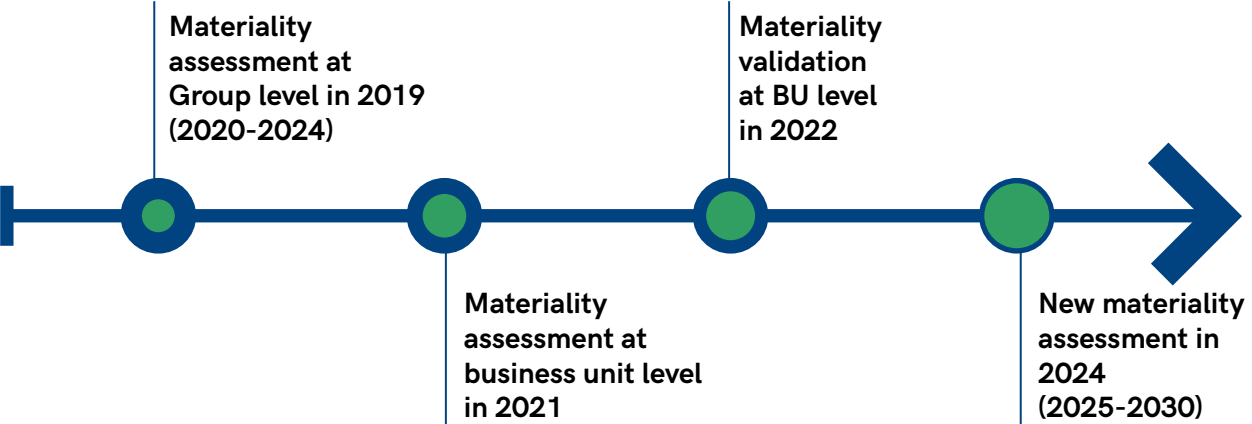 Materiality
assessment at
Group level in 2019
(2020-2024)
Materiality
assessment at
business unit level
in 2021
Materiality
validation
at BU level
in 2022
New materiality
assessment in
2024
(2025-2030)